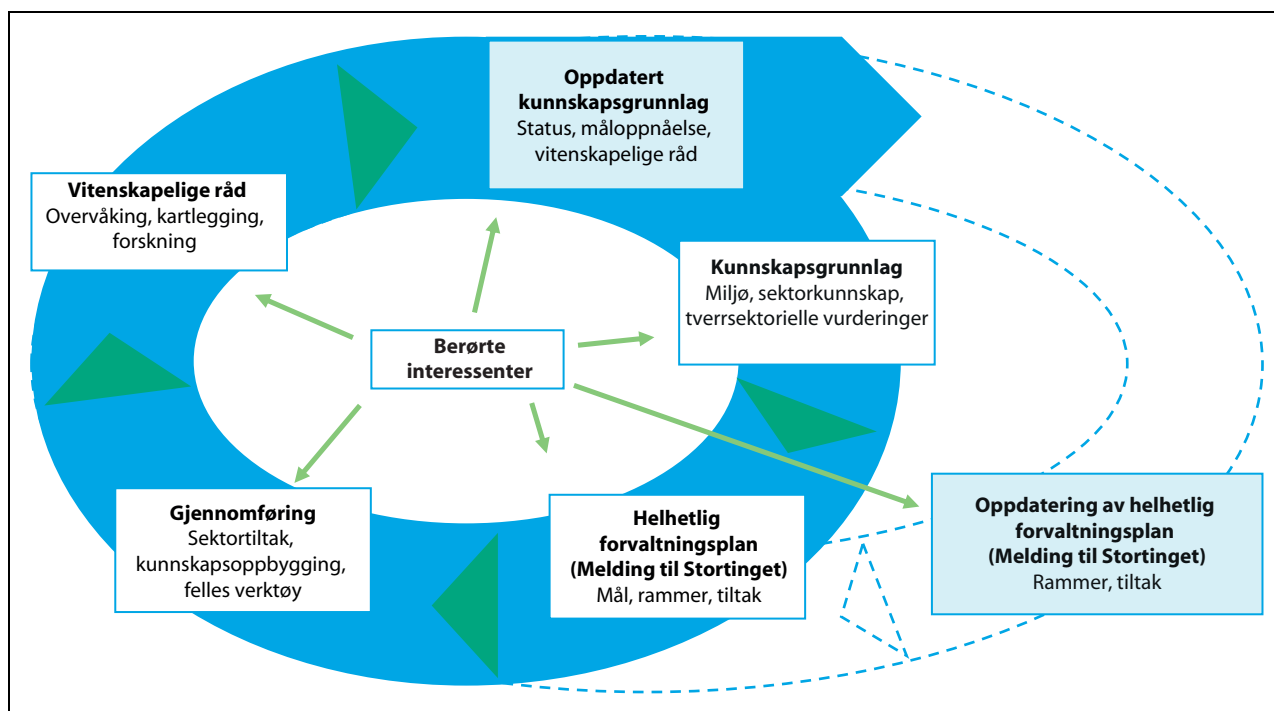 Oppdatert
kunnskapsgrunnlag
Status, måloppnåelse,
vitenskapelige råd
Vitenskapelige råd
Overvåking, kartlegging,
forskning
Kunnskapsgrunnlag
Miljø, sektorkunnskap,
tverrsektorielle vurderinger
Berørte
interessenter
Gjennomføring
Sektortiltak,
kunnskapsoppbygging,
felles verktøy
Helhetlig
forvaltningsplan
(Melding til Stortinget)
Mål, rammer, tiltak
Oppdatering av helhetlig
forvaltningsplan
(Melding til Stortinget)
Rammer, tiltak